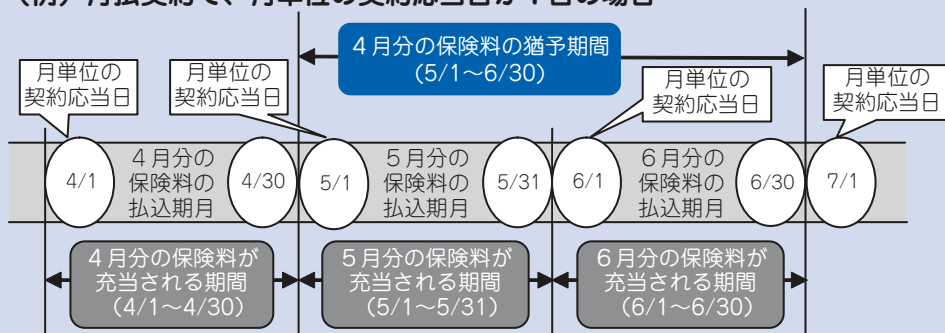 (例)月払契約で、月単位の契約応当日が1日の場合
4月分の保険料の猶予期間
(5/1~6/30)
月単位の
契約応当日
月単位の
契約応当日
月単位の
契約応当日
月単位の
契約応当日
4/1
4月分の
保険料の
払込期月
4/30
5/1
5月分の
保険料の
払込期月
5/31
6/1
6月分の
保険料の
払込期月
6/30
7/1
4月分の保険料が
充当される期間
(4/1~4/30)
5月分の保険料が
充当される期間
(5/1~5/31)
6月分の保険料が
充当される期間
(6/1~6/30)